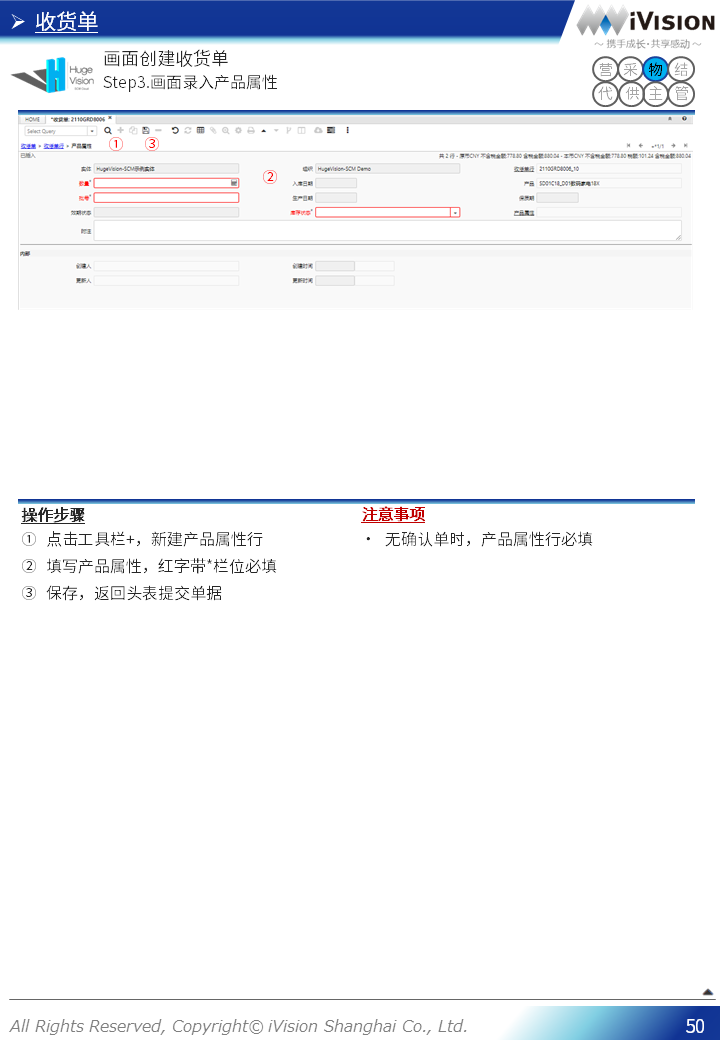 ➢ 收货单
iVISION
～ 携手成长·共享感动 ～
Huge
Vision
画面创建收货单
Step3.画面录入产品属性
营 采 物 结
代 供 主 管
HOME *收货单: 2110GRD8006 ×
Select Query
① ③
收货单 » 收货单行 » 产品属性 1/1
已插入 共 2 行 - 原币CNY 不含税金额:778.80 含税金额:880.04 - 本币CNY 不含税金额:778.80 税额:101.24 含税金额:880.04
实体 HugeVision-SCM示例实体 组织 HugeVision-SCM Demo 收货单行 2110GRD8006_10
数量* ② 入库日期 产品 SD01C18_D01数码家电18X
批号* 生产日期 保质期
效期状态 库存状态* 产品属性
附注
内部
创建人 创建时间
更新人 更新时间
操作步骤
① 点击工具栏+，新建产品属性行
② 填写产品属性，红字带*栏位必填
③ 保存，返回头表提交单据
注意事项
• 无确认单时，产品属性行必填
All Rights Reserved, Copyright© iVision Shanghai Co., Ltd.
50